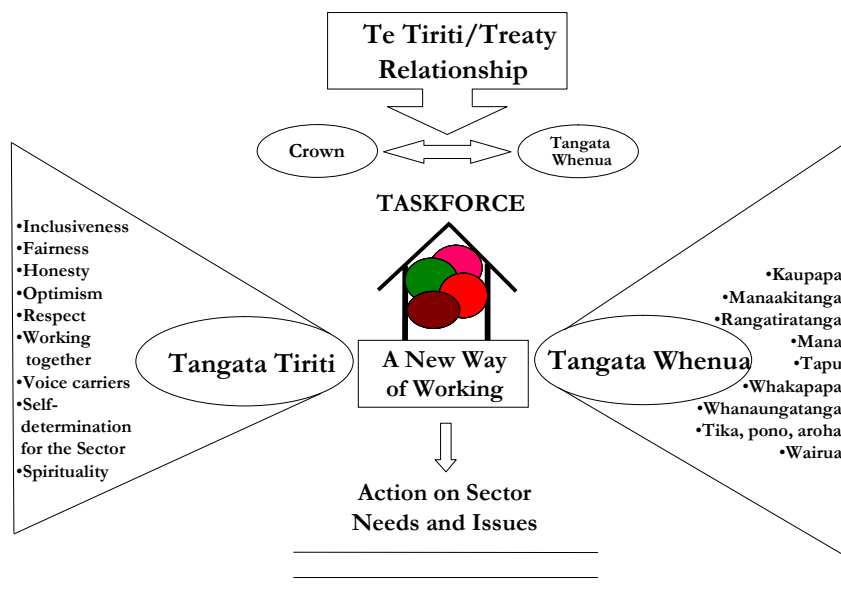 Te Tiriti/Treaty
Relationship
Crown
Tangata
Whenua
TASKFORCE
•Inclusiveness
•Fairness
•Honesty
•Optimism
•Respect
•Working
together
•Voice carriers
•Self-
determination
for the Sector
•Spirituality
Tangata Tiriti
A New Way
of Working
Tangata Whenua
•Kaupapa
•Manaakitanga
•Rangatiratanga
•Mana
•Tapu
•Whakapapa
•Whanaungatanga
•Tika, pono, aroha
•Wairua
Action on Sector
Needs and Issues